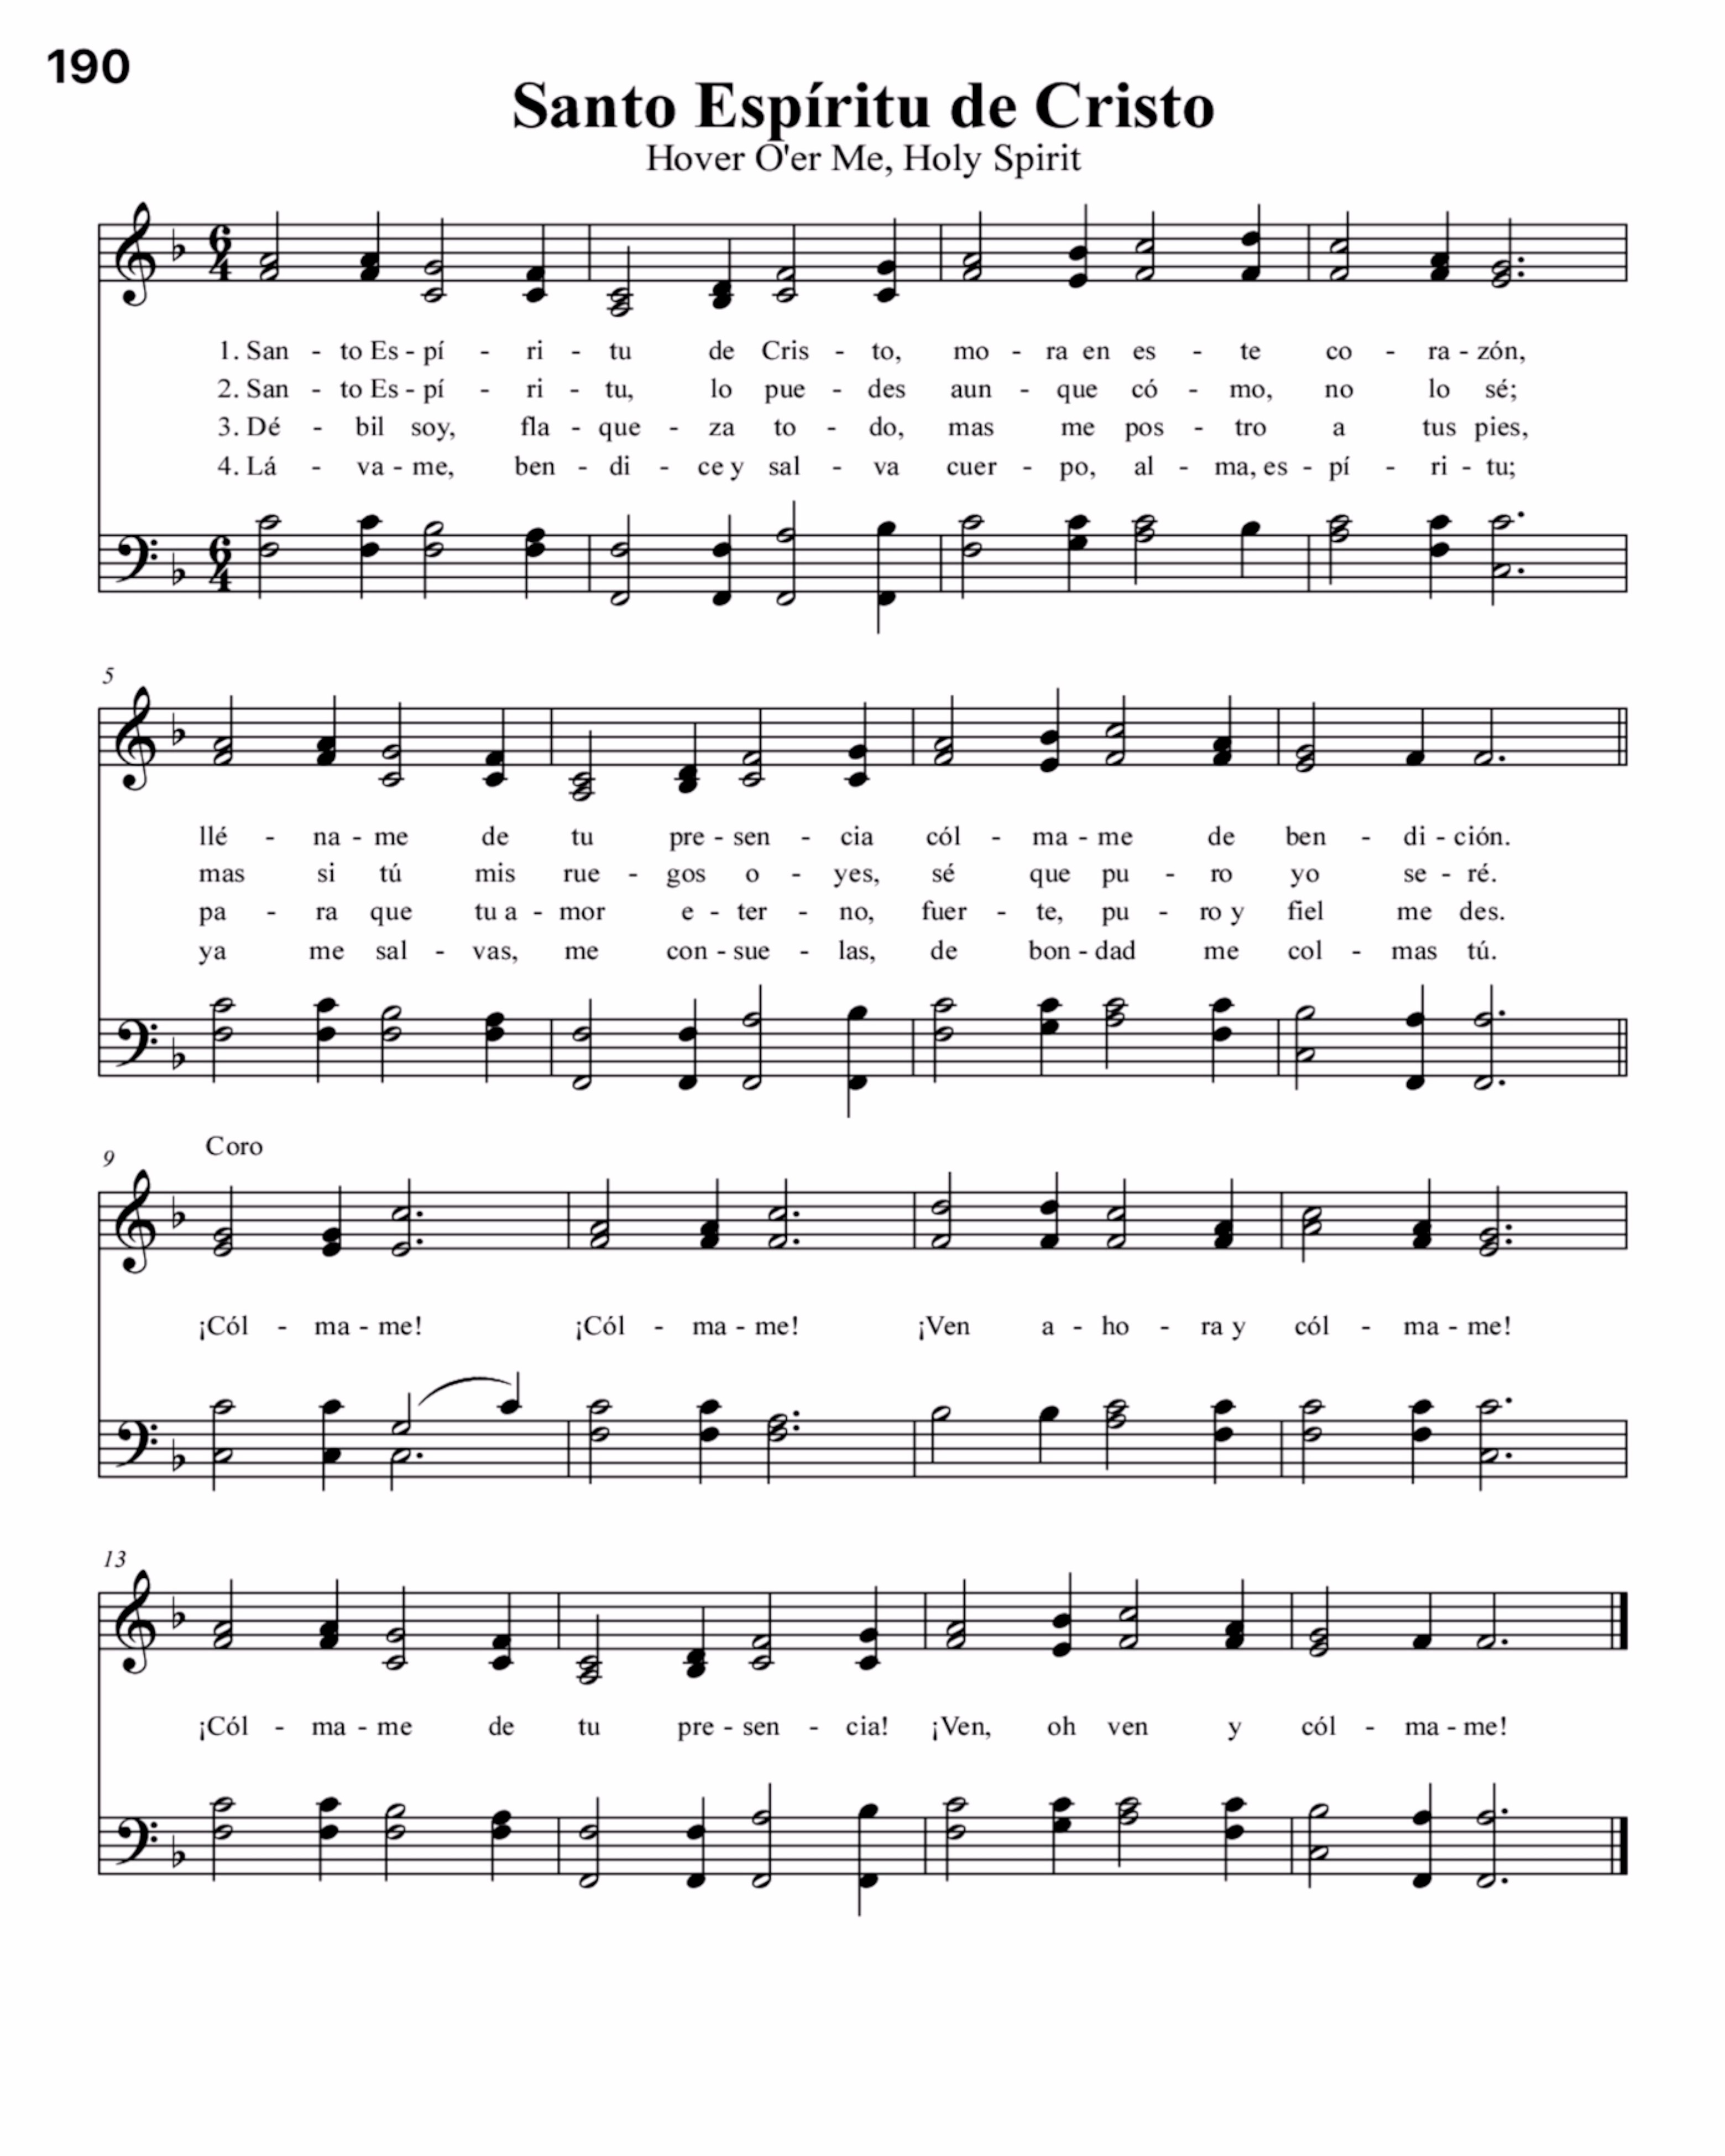 190
Santo Espíritu de Cristo
Hover O'er Me, Holy Spirit
1. San - to Es - pí - ri - tu de Cris - to, mo - ra en es - te co - ra - zón,
2. San - to Es - pí - ri - tu, lo pue - des aun - que có - mo, no lo sé;
3. Dé - bil soy, fla - que - za to - do, mas me pos - tro a tus pies,
4. Lá - va - me, ben - di - ce y sal - va cuer - po, al - ma, es - pí - ri - tu;
5
llé - na - me de tu pre - sen - cia cól - ma - me de ben - di - ción.
mas si tú mis rue - gos o - yes, sé que pu - ro yo se - ré.
pa - ra que tu a - mor e - ter - no, fuer - te, pu - ro y fiel me des.
ya me sal - vas, me con - sue - las, de bon - dad me col - mas tú.
Coro
9
¡Cól - ma - me! ¡Cól - ma - me! ¡Ven a - ho - ra y cól - ma - me!
13
¡Cól - ma - me de tu pre - sen - cia! ¡Ven, oh ven y cól - ma - me!